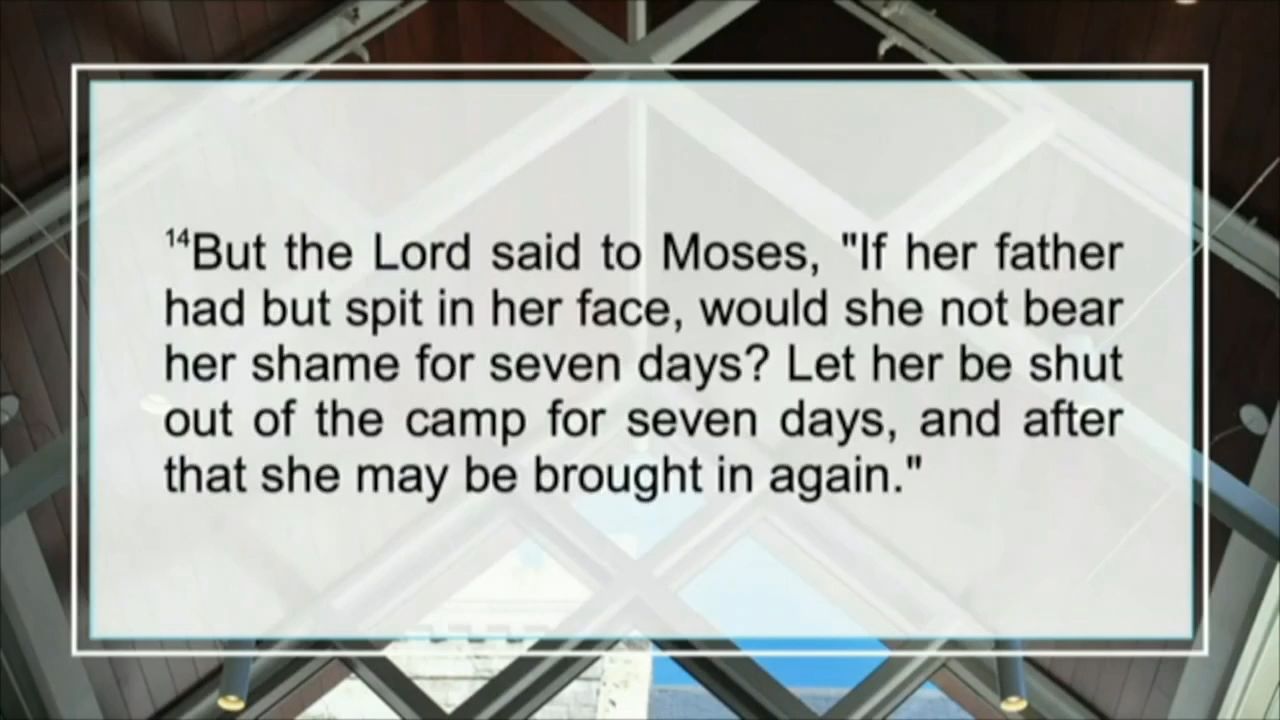 ¹⁴But the Lord said to Moses, "If her father
had but spit in her face, would she not bear
her shame for seven days? Let her be shut
out of the camp for seven days, and after
that she may be brought in again."